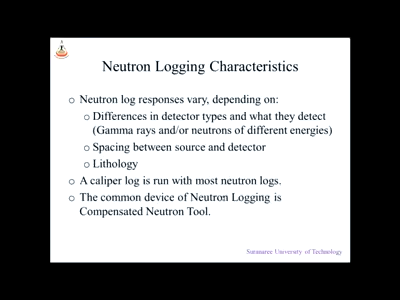 Neutron Logging Characteristics
o Neutron log responses vary, depending on:
o Differences in detector types and what they detect
(Gamma rays and/or neutrons of different energies)
o Spacing between source and detector
o Lithology
o A caliper log is run with most neutron logs.
o The common device of Neutron Logging is
Compensated Neutron Tool.
Suranaree University of Technology